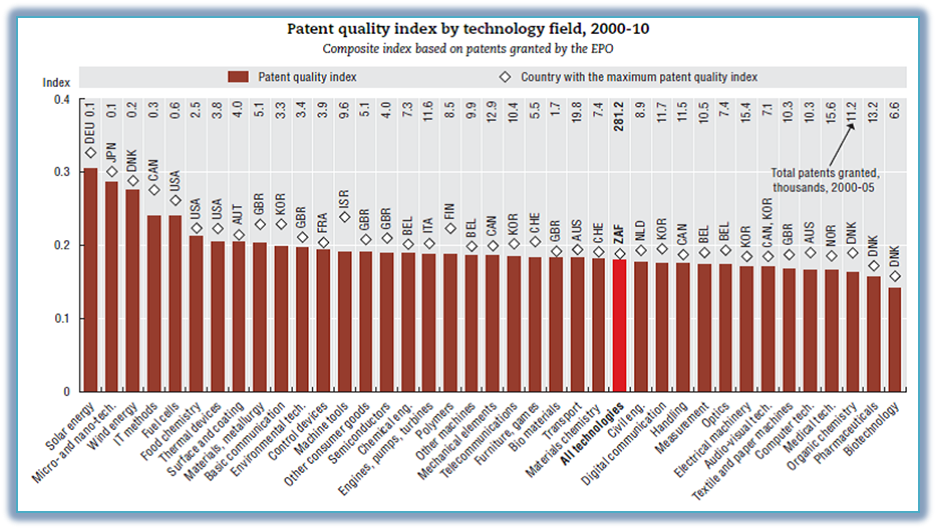 Patent quality index by technology field, 2000-10
Composite index based on patents granted by the EPO
Patent quality index
Country with the maximum patent quality index
Index
0.4
0.3
0.2
0.1
0
0.1
0.1
0.2
0.3
0.6
2.5
3.8
4.0
5.1
3.3
3.4
3.9
9.6
5.1
4.0
7.3
11.6
8.5
9.9
12.9
10.4
5.5
1.7
19.8
7.4
281.2
8.9
11.7
11.5
10.5
7.4
15.4
7.1
10.3
10.3
15.6
11.2
13.2
6.6
Total patents granted,
thousands, 2000-05
DEU
JPN
DNK
CAN
USA
USA
USA
AUT
GBR
KOR
GBR
FRA
ISR
GBR
GBR
BEL
ITA
FIN
BEL
CAN
KOR
CHE
GBR
AUS
CHE
ZAF
NLD
KOR
CAN
BEL
BEL
KOR
CAN, KOR
GBR
AUS
NOR
DNK
DNK
DNK
Solar energy
Micro- and nano-tech.
Wind energy
IT methods
Fuel cells
Food chemistry
Thermal devices
Surface and coating
Materials, metallurgy
Basic communication
Environmental tech.
Control devices
Machine tools
Other consumer goods
Semiconductors
Chemical eng.
Engines, pumps, turbines
Polymers
Other machines
Mechanical elements
Telecommunications
Furniture, games
Bio materials
Transport
Materials chemistry
All technologies
Civil eng.
Digital communication
Handling
Measurement
Optics
Electrical machinery
Audio-visual tech.
Textile and paper machines
Computer tech.
Medical tech.
Organic chemistry
Pharmaceuticals
Biotechnology